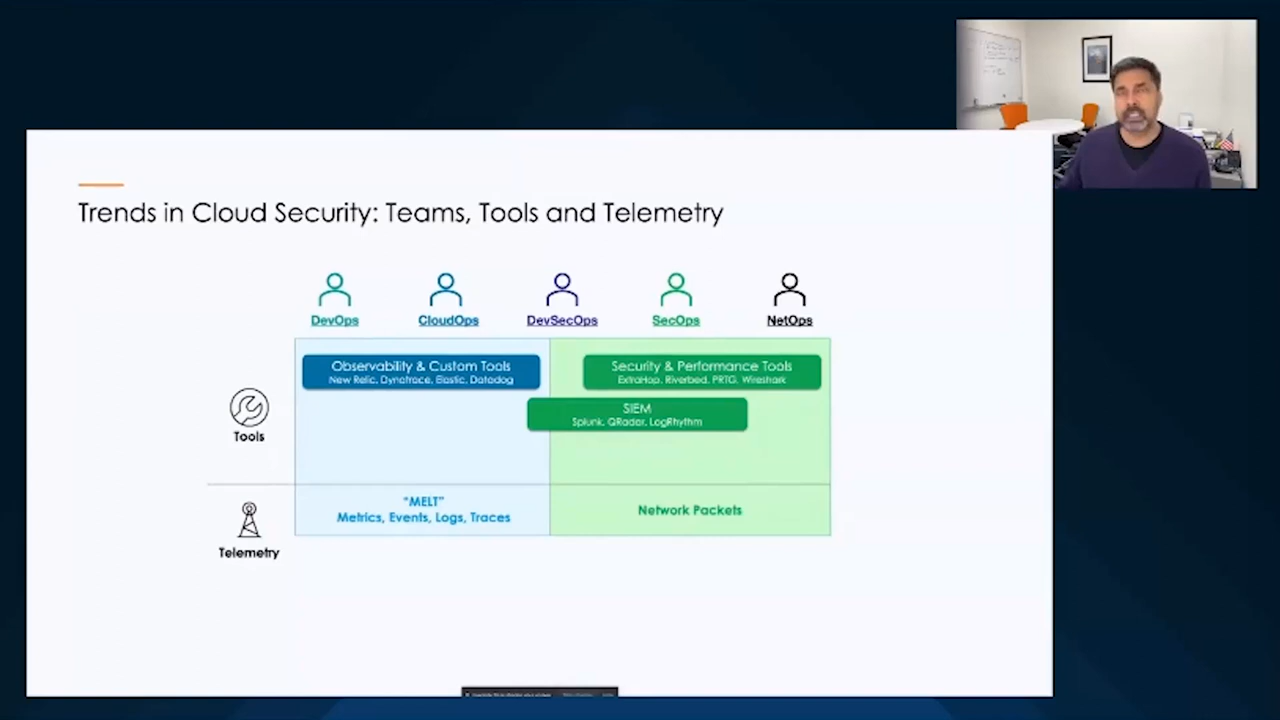 Trends in Cloud Security: Teams, Tools and Telemetry
DevOps
CloudOps
DevSecOps
SecOps
NetOps
Observability & Custom Tools
New Relic, Dynatrace, Elastic, Datadog
Security & Performance Tools
ExtraHop, Riverbed, PRTG, Wireshark
SIEM
Splunk, QRadar, LogRhythm
Tools
“MELT”
Metrics, Events, Logs, Traces
Network Packets
Telemetry